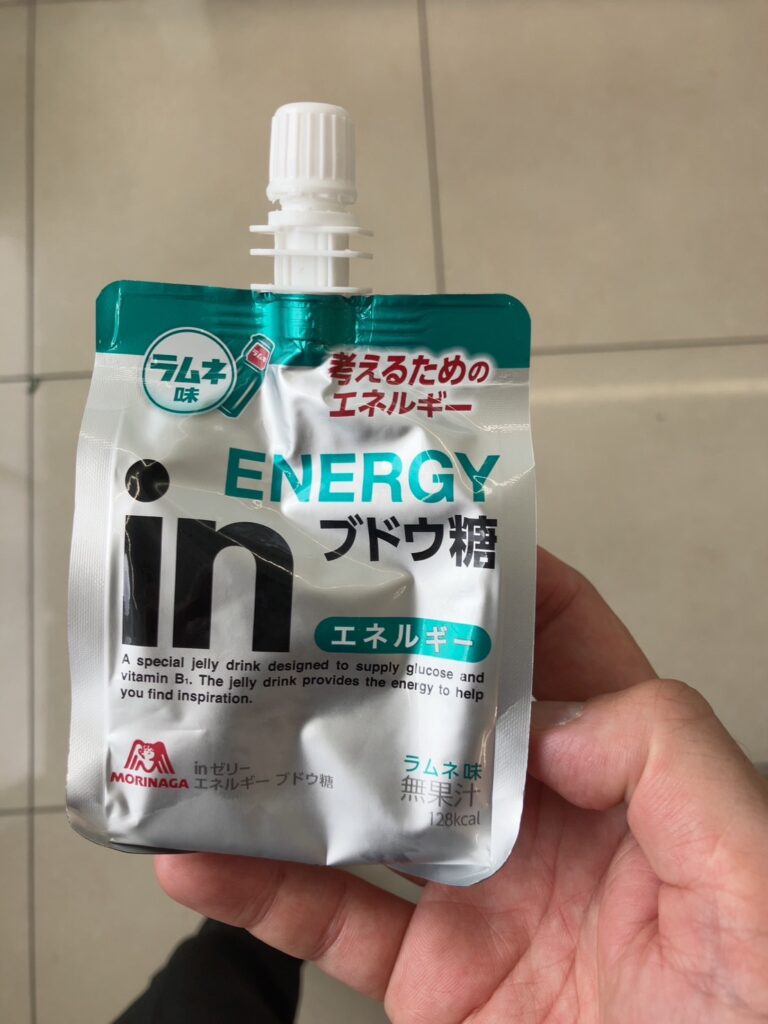 ラムネ
味
ラムネ
考えるための
エネルギー
ENERGY
in
ブドウ糖
エネルギー
A special jelly drink designed to supply glucose and
vitamin B₁. The jelly drink provides the energy to help
you find inspiration.
MORINAGA
inゼリー
エネルギー ブドウ糖
ラムネ味
無果汁
128kcal